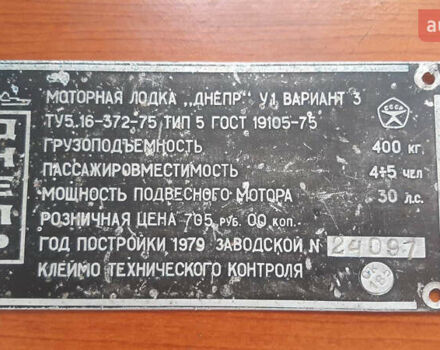 МОТОРНАЯ ЛОДКА „ДНЕПР" У1 ВАРИАНТ 3
ТУ5.16-372-75 ТИП 5 ГОСТ 19105-75
ГРУЗОПОДЪЕМНОСТЬ 400 КГ.
ПАССАЖИРОВМЕСТИМОСТЬ 4÷5 ЧЕЛ
МОЩНОСТЬ ПОДВЕСНОГО МОТОРА 30 Л.С.
РОЗНИЧНАЯ ЦЕНА 705 РУБ. 00 КОП.
ГОД ПОСТРОЙКИ 1979 ЗАВОДСКОЙ N 24097
КЛЕЙМО ТЕХНИЧЕСКОГО КОНТРОЛЯ
СССР